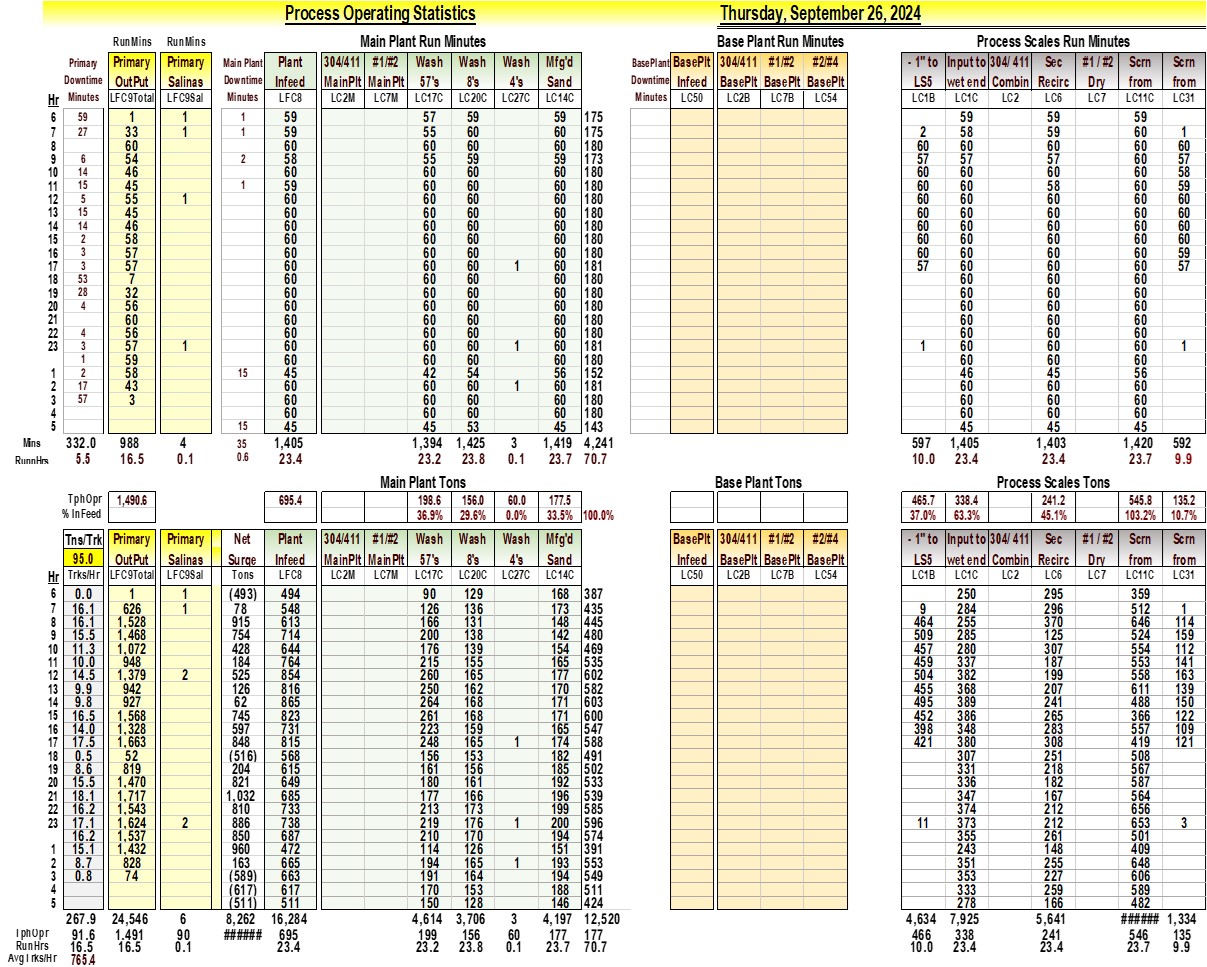 Process Operating Statistics Thursday, September 26, 2024
RunMins RunMins Main Plant Run Minutes Base Plant Run Minutes Process Scales Run Minutes
Primary Primary Primary Main Plant Plant 304/411 #1/#2 Wash Wash Wash Mfg'd BasePlant BasePlt 304/411 #1/#2 #2/#4 - 1" to Input to 304/ 411 Sec #1 / #2 Scrn Scrn
Downtime OutPut Salinas Downtime Infeed MainPlt MainPlt 57's 8's 4's Sand Downtime Infeed BasePlt BasePlt BasePlt LS5 wet end Combin Recirc Dry from from
Hr Minutes LFC9Total LFC9Sal Minutes LFC8 LC2M LC7M LC17C LC20C LC27C LC14C Minutes LC50 LC2B LC7B LC54 LC1B LC1C LC2 LC6 LC7 LC11C LC31
6 59 1 1 1 59 57 59 59 175 59 59 59
7 27 33 1 1 59 55 60 60 175 2 58 59 60 1
8 60 60 60 60 60 180 60 60 60 60 60
9 6 54 2 58 55 59 59 173 57 57 57 60 57
10 14 46 60 60 60 60 180 60 60 60 60 58
11 15 45 1 59 60 60 60 180 60 60 58 60 59
12 5 55 1 60 60 60 60 180 60 60 60 60 60
13 15 45 60 60 60 60 180 60 60 60 60 60
14 14 46 60 60 60 60 180 60 60 60 60 60
15 2 58 60 60 60 60 180 60 60 60 60 60
16 3 57 60 60 60 60 180 60 60 60 60 59
17 3 57 60 60 60 1 60 181 57 60 60 60 57
18 53 7 60 60 60 60 180 60 60 60
19 28 32 60 60 60 60 180 60 60 60
20 4 56 60 60 60 60 180 60 60 60
21 60 60 60 60 60 180 60 60 60
22 4 56 60 60 60 60 180 60 60 60
23 3 57 1 60 60 60 1 60 181 1 60 60 60 1
1 59 60 60 60 60 180 60 60 60
1 2 58 15 45 42 54 56 152 46 45 56
2 17 43 60 60 60 1 60 181 60 60 60
3 57 3 60 60 60 60 180 60 60 60
4 60 60 60 60 180 60 60 60
5 15 45 45 53 45 143 45 45 45
Mins 332.0 988 4 35 1,405 1,394 1,425 3 1,419 4,241 597 1,405 1,403 1,420 592
RunnHrs 5.5 16.5 0.1 0.6 23.4 23.2 23.8 0.1 23.7 70.7 10.0 23.4 23.4 23.7 9.9
Main Plant Tons Base Plant Tons Process Scales Tons
TphOpr 1,490.6 695.4 198.6 156.0 60.0 177.5 465.7 338.4 241.2 545.8 135.2
% InFeed 36.9% 29.6% 0.0% 33.5% 100.0% 37.0% 63.3% 45.1% 103.2% 10.7%
Tns/Trk Primary Primary Net Plant 304/411 #1/#2 Wash Wash Wash Mfg'd BasePlt 304/411 #1/#2 #2/#4 - 1" to Input to 304/ 411 Sec #1 / #2 Scrn Scrn
95.0 OutPut Salinas Surge Infeed MainPlt MainPlt 57's 8's 4's Sand Infeed BasePlt BasePlt BasePlt LS5 wet end Combin Recirc Dry from from
Hr Trks/Hr LFC9Total LFC9Sal Tons LFC8 LC2M LC7M LC17C LC20C LC27C LC14C LC50 LC2B LC7B LC54 LC1B LC1C LC2 LC6 LC7 LC11C LC31
6 0.0 1 1 (493) 494 90 129 168 387 250 295 359
7 16.1 626 1 78 548 126 136 173 435 9 284 296 512 1
8 16.1 1,528 915 613 166 131 148 445 464 255 370 646 114
9 15.5 1,468 754 714 200 138 142 480 509 285 125 524 159
10 11.3 1,072 428 644 176 139 154 469 457 280 307 554 112
11 10.0 948 184 764 215 155 165 535 459 337 187 553 141
12 14.5 1,379 2 525 854 260 165 177 602 504 382 199 558 163
13 9.9 942 126 816 250 162 170 582 455 368 207 611 139
14 9.8 927 62 865 264 168 171 603 495 389 241 488 150
15 16.5 1,568 745 823 261 168 171 600 452 386 265 366 122
16 14.0 1,328 597 731 223 159 165 547 398 348 283 557 109
17 17.5 1,663 848 815 248 165 1 174 588 421 380 308 419 121
18 0.5 52 (516) 568 156 153 182 491 307 251 508
19 8.6 819 204 615 161 156 185 502 331 218 567
20 15.5 1,470 821 649 180 161 192 533 336 182 587
21 18.1 1,717 1,032 685 177 166 196 539 347 167 564
22 16.2 1,543 810 733 213 173 199 585 374 212 656
23 17.1 1,624 2 886 738 219 176 1 200 596 11 373 212 653 3
16.2 1,537 850 687 210 170 194 574 355 261 501
1 15.1 1,432 960 472 114 126 151 391 243 148 409
2 8.7 828 163 665 194 165 1 193 553 351 255 648
3 0.8 74 (589) 663 191 164 194 549 353 227 606
4 (617) 617 170 153 188 511 333 259 589
5 (511) 511 150 128 146 424 278 166 482
267.9 24,546 6 8,262 16,284 4,614 3,706 3 4,197 12,520 4,634 7,925 5,641 ###### 1,334
TphOpr 91.6 1,491 90 ###### 695 199 156 60 177 177 466 338 241 546 135
RunHrs 16.5 16.5 0.1 23.4 23.2 23.8 0.1 23.7 70.7 10.0 23.4 23.4 23.7 9.9
AvgTrks/Hr 765.4